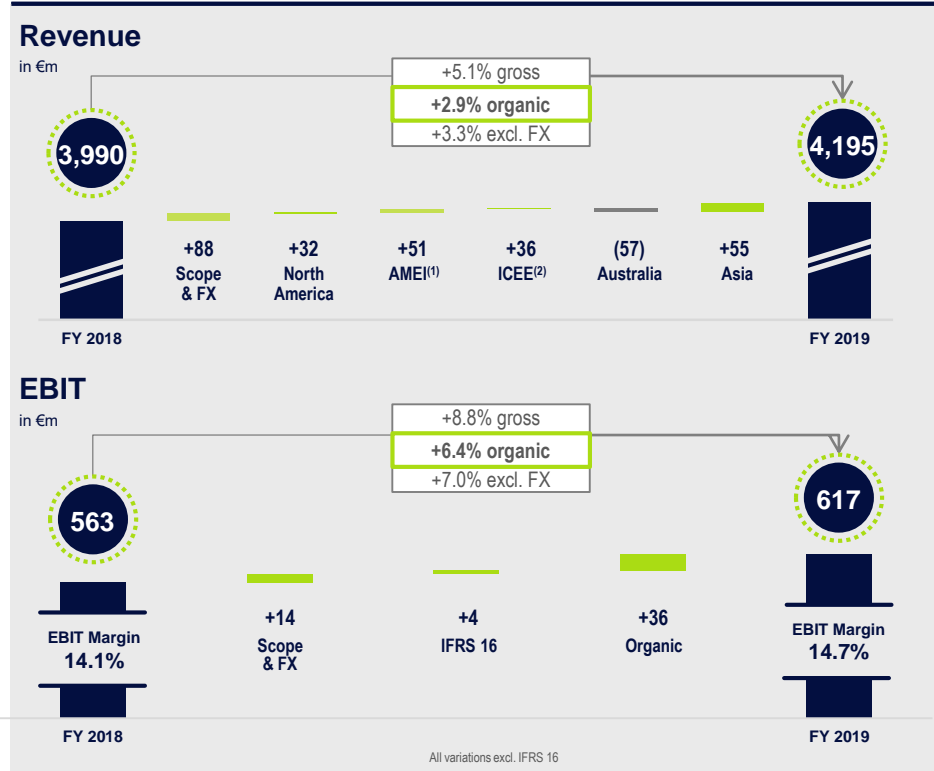 Revenue
in €m
+5.1% gross
+2.9% organic
+3.3% excl. FX
3,990
4,195
+88
Scope
& FX
+32
North
America
+51
AMEI(1)
+36
ICEE(2)
(57)
Australia
+55
Asia
FY 2018
FY 2019
EBIT
in €m
+8.8% gross
+6.4% organic
+7.0% excl. FX
563
617
+14
Scope
& FX
+4
IFRS 16
+36
Organic
EBIT Margin
14.1%
EBIT Margin
14.7%
FY 2018
FY 2019
All variations excl. IFRS 16